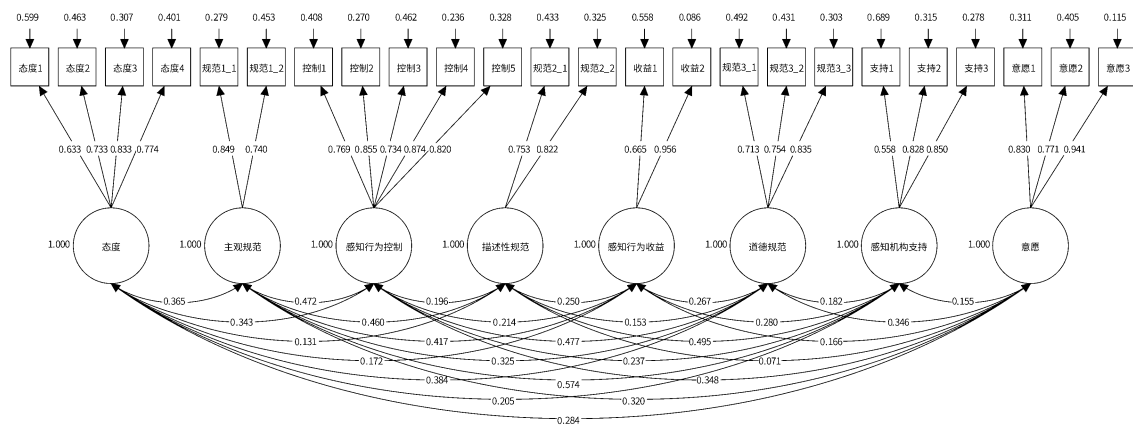 0.599 0.463 0.307 0.401 0.279 0.453 0.408 0.270 0.462 0.236 0.328 0.433 0.325 0.558 0.086 0.492 0.431 0.303 0.689 0.315 0.278 0.311 0.405 0.115
态度1 态度2 态度3 态度4 规范1_1 规范1_2 控制1 控制2 控制3 控制4 控制5 规范2_1 规范2_2 收益1 收益2 规范3_1 规范3_2 规范3_3 支持1 支持2 支持3 意愿1 意愿2 意愿3
0.633 0.733 0.833 0.774 0.849 0.740 0.769 0.855 0.734 0.874 0.820 0.753 0.822 0.665 0.956 0.713 0.754 0.835 0.558 0.828 0.850 0.830 0.771 0.941
1.000 态度 1.000 主观规范 1.000 感知行为控制 1.000 描述性规范 1.000 感知行为收益 1.000 道德规范 1.000 感知机构支持 1.000 意愿
0.365 0.472 0.196 0.250 0.267 0.182 0.155
0.343 0.460 0.214 0.153 0.280 0.346
0.131 0.417 0.477 0.495 0.166
0.172 0.325 0.237 0.071
0.384 0.574 0.348
0.205 0.320
0.284